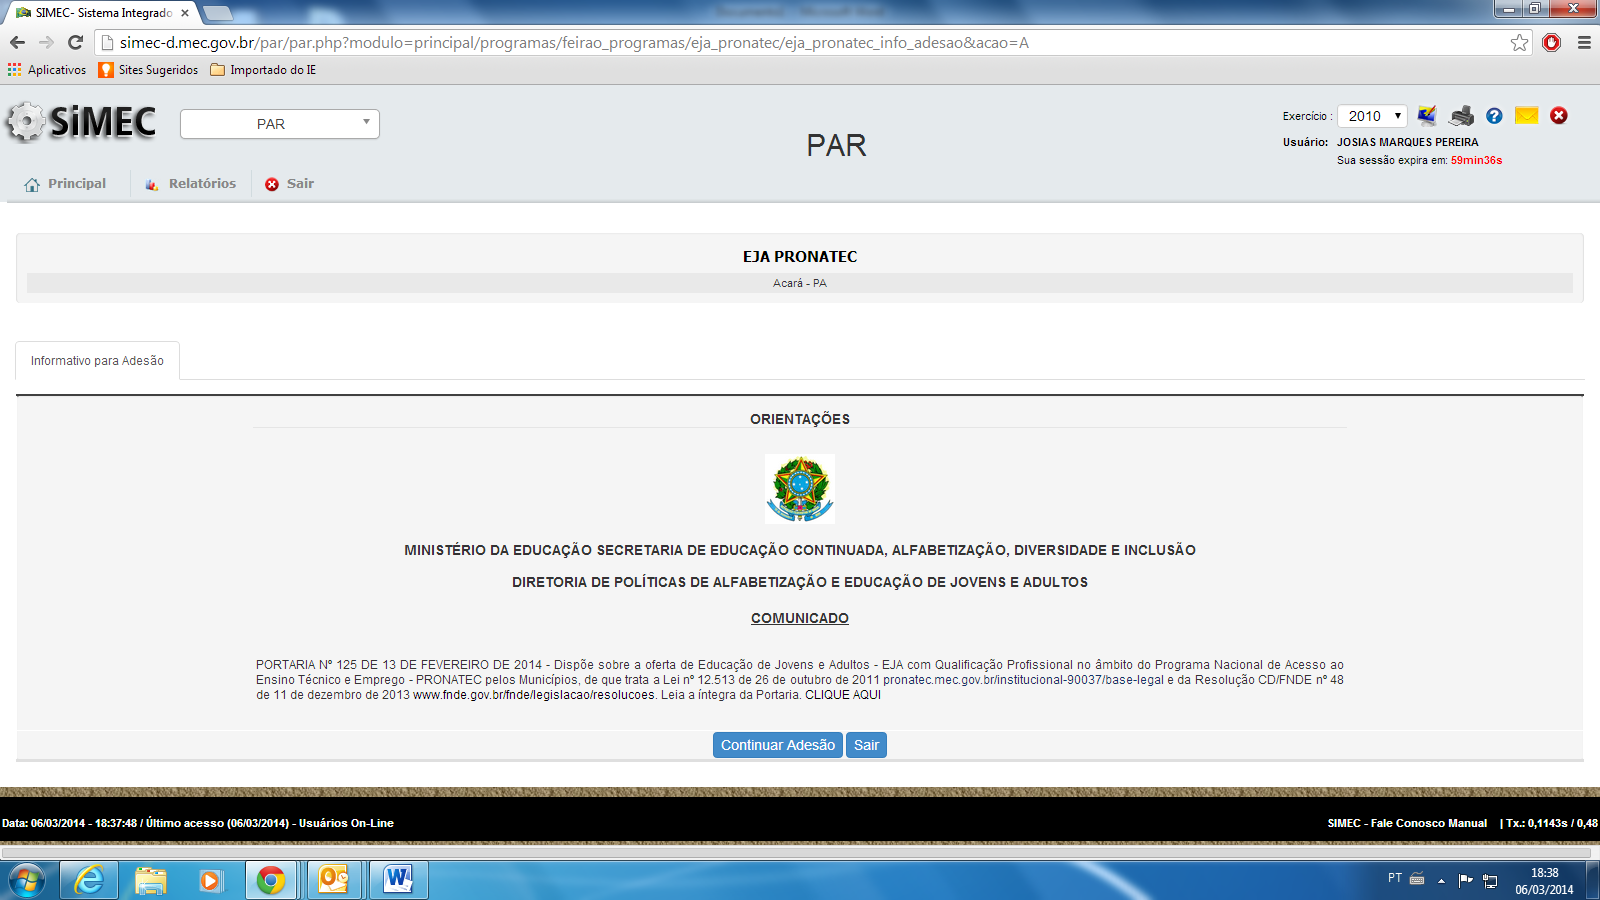 SIMEC- Sistema Integrado
simec-d.mec.gov.br/par/par.php?modulo=principal/programas/feirao_programas/eja_pronatec/eja_pronatec_info_adesao&acao=A
Aplicativos Sites Sugeridos Importado do IE
SiMEC PAR
PAR
Exercício : 2010
Usuário: JOSIAS MARQUES PEREIRA
Sua sessão expira em: 59min36s
Principal Relatórios Sair
EJA PRONATEC
Acará - PA
Informativo para Adesão
ORIENTAÇÕES
MINISTÉRIO DA EDUCAÇÃO SECRETARIA DE EDUCAÇÃO CONTINUADA, ALFABETIZAÇÃO, DIVERSIDADE E INCLUSÃO
DIRETORIA DE POLÍTICAS DE ALFABETIZAÇÃO E EDUCAÇÃO DE JOVENS E ADULTOS
COMUNICADO
PORTARIA Nº 125 DE 13 DE FEVEREIRO DE 2014 - Dispõe sobre a oferta de Educação de Jovens e Adultos - EJA com Qualificação Profissional no âmbito do Programa Nacional de Acesso ao
Ensino Técnico e Emprego - PRONATEC pelos Municípios, de que trata a Lei nº 12.513 de 26 de outubro de 2011 pronatec.mec.gov.br/institucional-90037/base-legal e da Resolução CD/FNDE nº 48
de 11 de dezembro de 2013 www.fnde.gov.br/fnde/legislacao/resolucoes. Leia a íntegra da Portaria. CLIQUE AQUI
Continuar Adesão Sair
Data: 06/03/2014 - 18:37:48 / Último acesso (06/03/2014) - Usuários On-Line
SIMEC - Fale Conosco Manual | Tx.: 0,1143s / 0,48
PT
18:38
06/03/2014